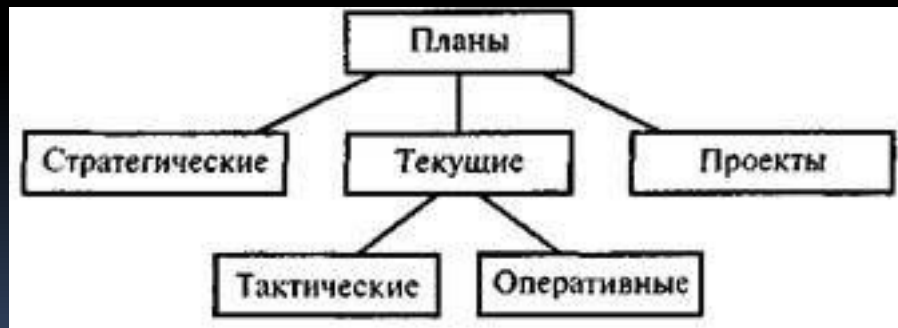 Планы
Стратегические
Текущие
Проекты
Тактические
Оперативные